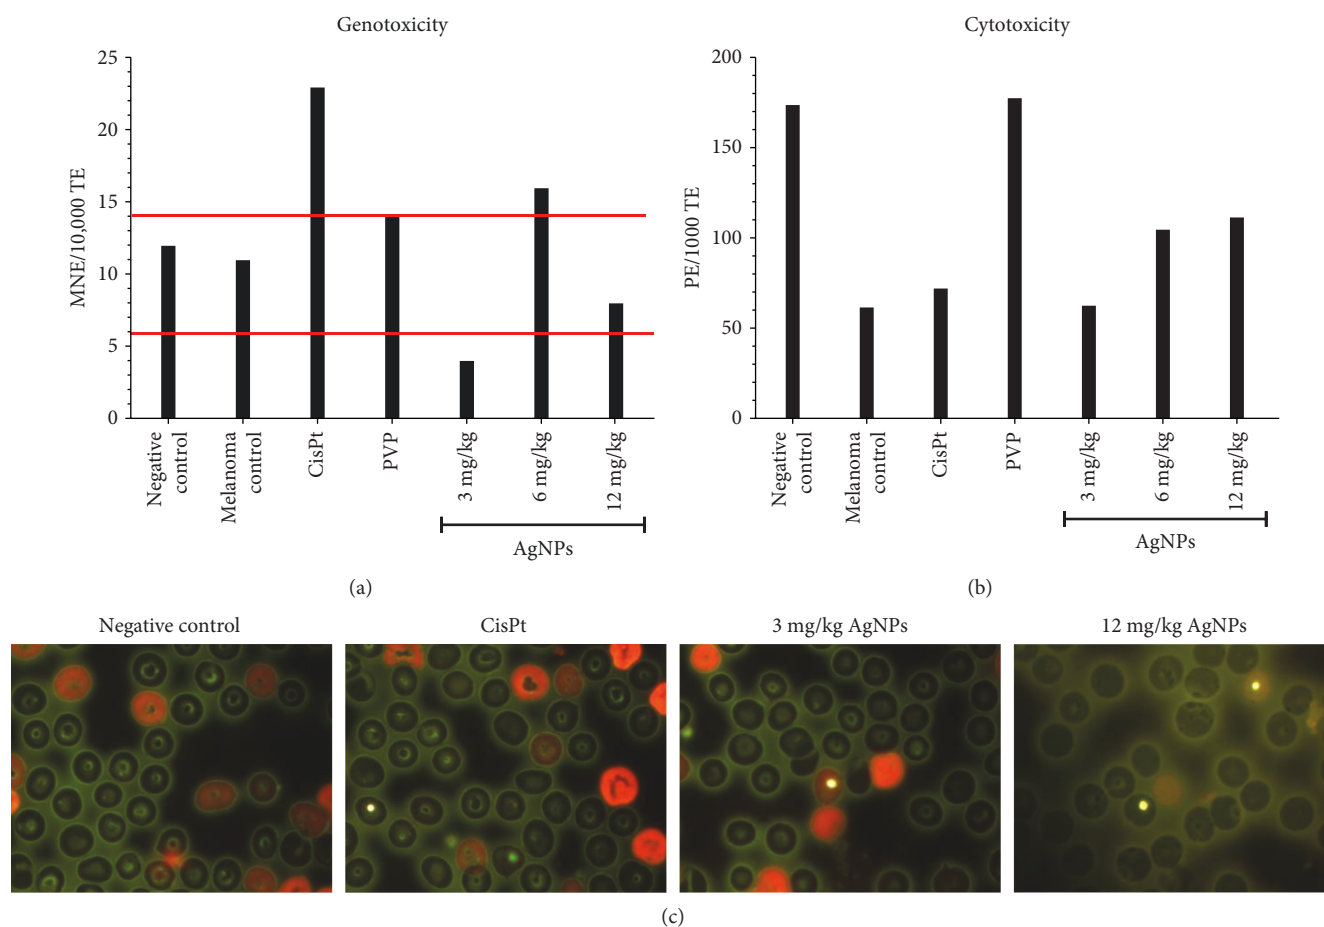 Genotoxicity
25
20
15
10
5
0
MNE/10,000 TE
Negative
control
Melanoma
control
CisPt
PVP
3 mg/kg
6 mg/kg
12 mg/kg
AgNPs
(a)
Cytotoxicity
200
150
100
50
0
PE/1000 TE
Negative
control
Melanoma
control
CisPt
PVP
3 mg/kg
6 mg/kg
12 mg/kg
AgNPs
(b)
Negative control
CisPt
3 mg/kg AgNPs
12 mg/kg AgNPs
(c)